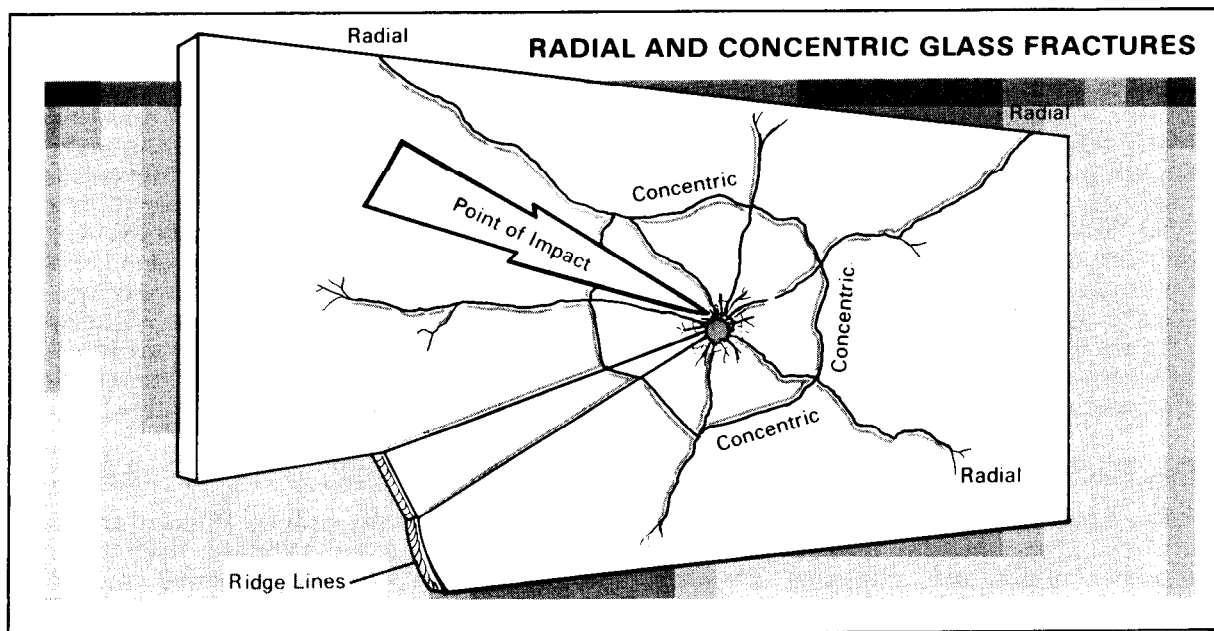 Radial
RADIAL AND CONCENTRIC GLASS FRACTURES
Radial
Concentric
Point of Impact
Concentric
Concentric
Radial
Ridge Lines